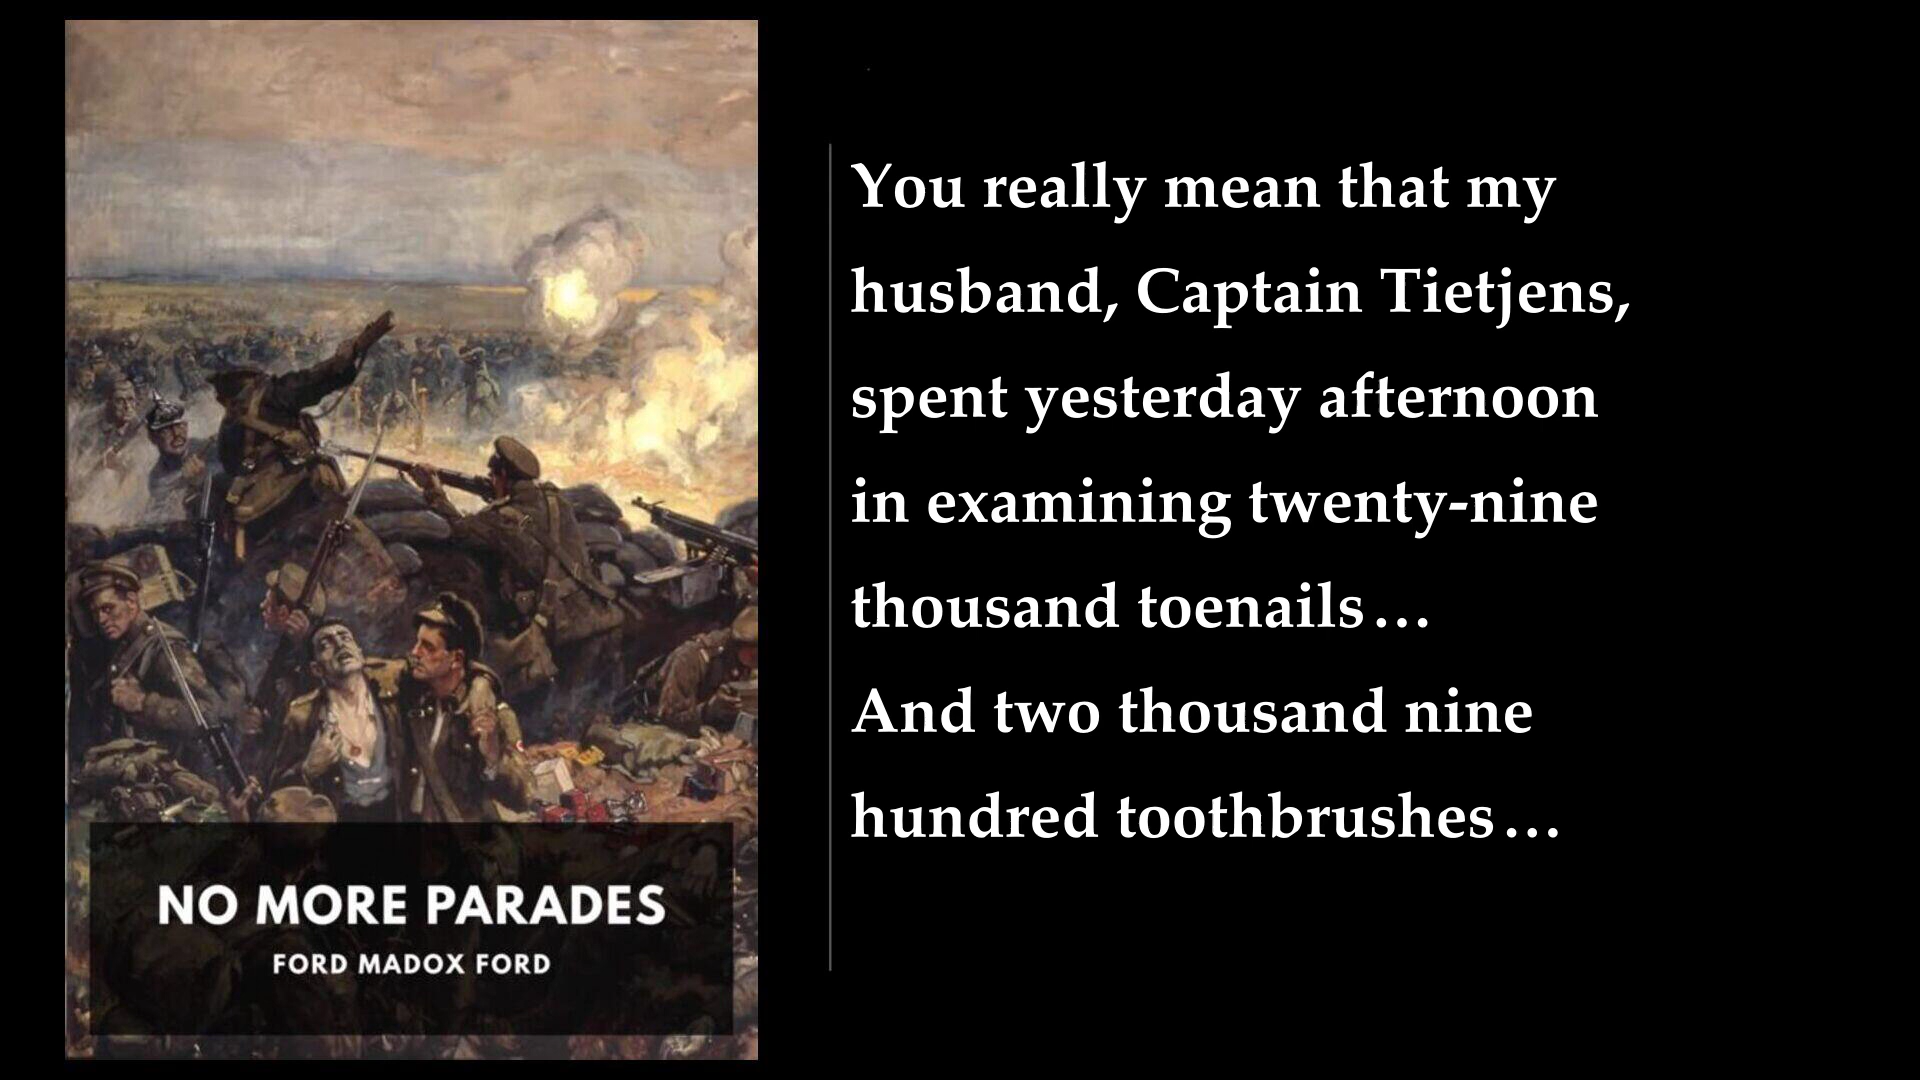 You really mean that my
husband, Captain Tietjens,
spent yesterday afternoon
in examining twenty-nine
thousand toenails…
And two thousand nine
hundred toothbrushes…
NO MORE PARADES
FORD MADOX FORD